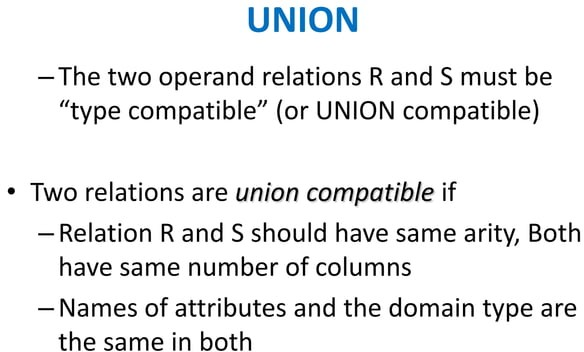 UNION
–The two operand relations R and S must be
“type compatible” (or UNION compatible)
• Two relations are union compatible if
–Relation R and S should have same arity, Both
have same number of columns
–Names of attributes and the domain type are
the same in both